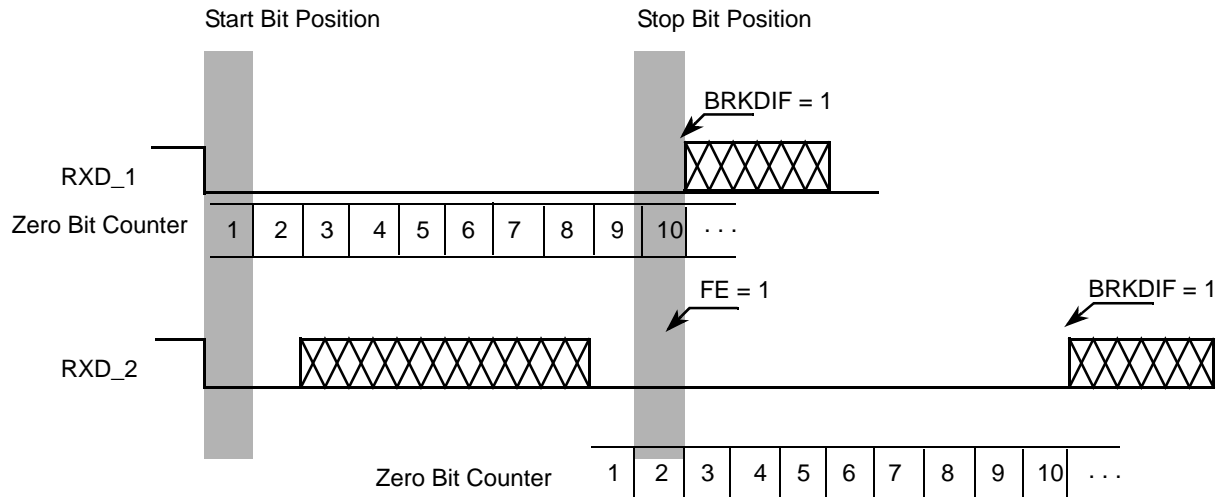 Start Bit Position Stop Bit Position
BRKDIF = 1
RXD_1
Zero Bit Counter 1 2 3 4 5 6 7 8 9 10 . . .
FE = 1 BRKDIF = 1
RXD_2
Zero Bit Counter 1 2 3 4 5 6 7 8 9 10 . . .